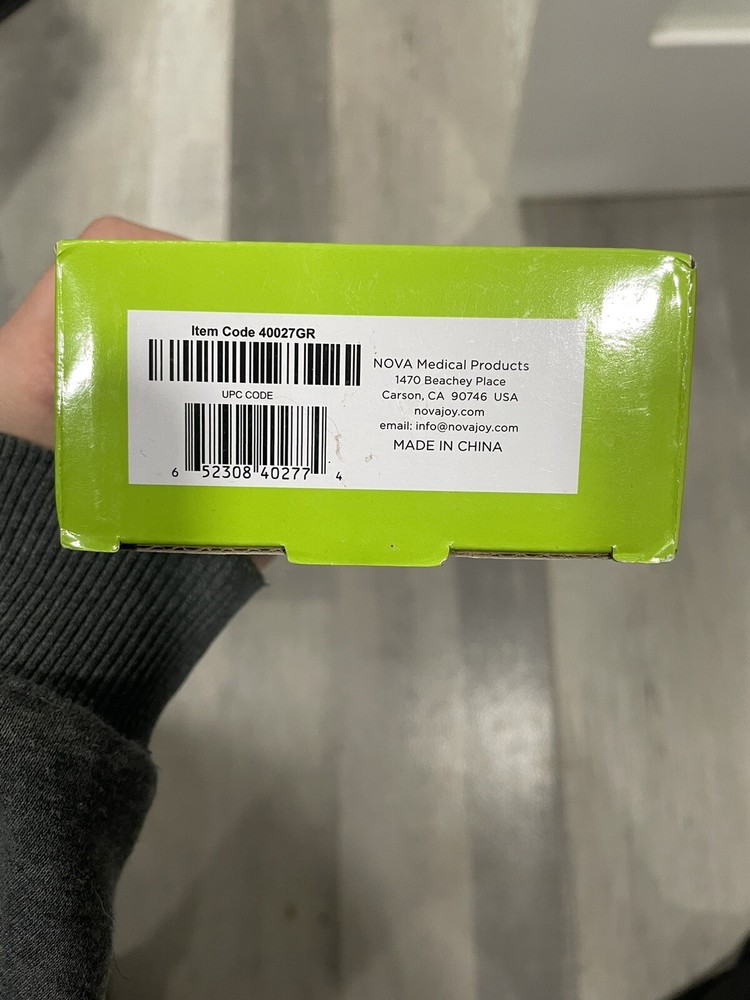 Item Code 40027GR
UPC CODE
6 52308 40277 4
NOVA Medical Products
1470 Beachey Place
Carson, CA 90746 USA
novajoy.com
email: info@novajoy.com
MADE IN CHINA